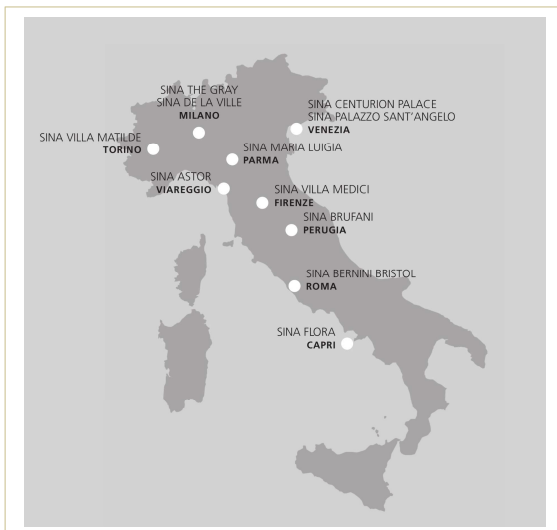 SINA THE GRAY
SINA DE LA VILLE
MILANO
SINA CENTURION PALACE
SINA PALAZZO SANT'ANGELO
VENEZIA
SINA VILLA MATILDE
TORINO
SINA MARIA LUIGIA
PARMA
SINA ASTOR
VIAREGGIO
SINA VILLA MEDICI
FIRENZE
SINA BRUFANI
PERUGIA
SINA BERNINI BRISTOL
ROMA
SINA FLORA
CAPRI